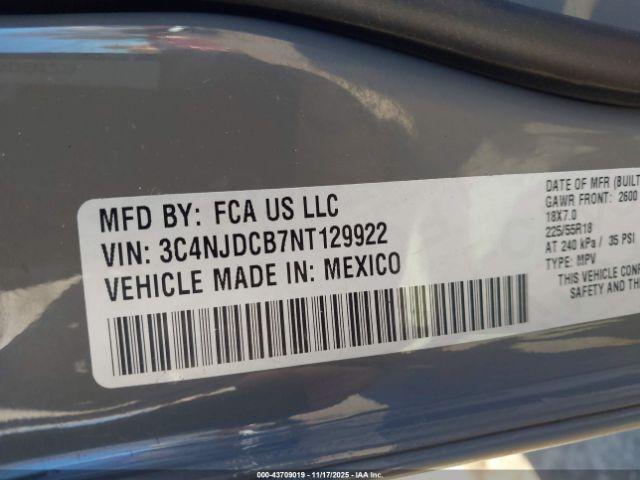 MFD BY: FCA US LLC
VIN: 3C4NJDCB7NT129922
VEHICLE MADE IN: MEXICO
DATE OF MFR (BUILT
GAWR FRONT: 2600
18X7.0
225/55R18
AT 240 kPa / 35 PSI
TYPE: MPV
THIS VEHICLE CONF
SAFETY AND THE
000-43709019 - 11/17/2025 - IAAI.COM